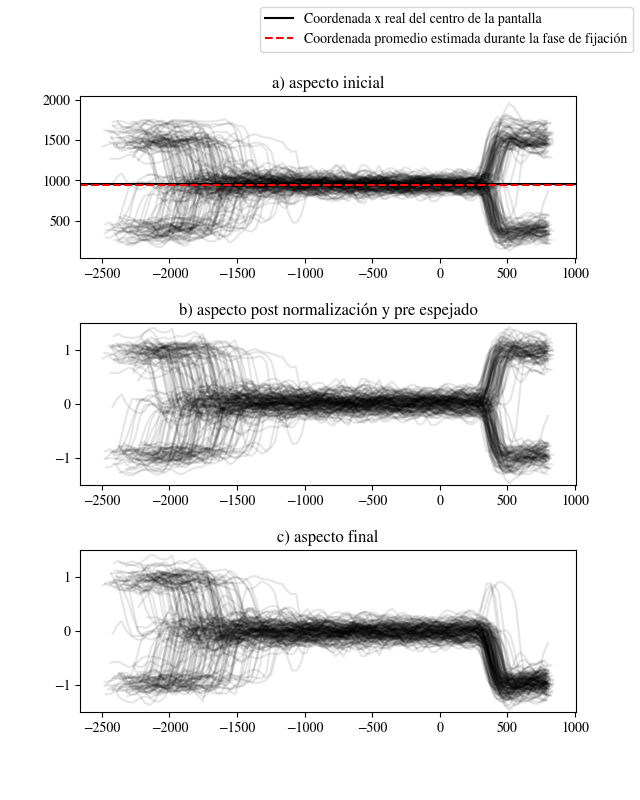 Coordenada x real del centro de la pantalla
Coordenada promedio estimada durante la fase de fijación
a) aspecto inicial
2000
1500
1000
500
−2500 −2000 −1500 −1000 −500 0 500 1000
b) aspecto post normalización y pre espejado
1
0
−1
−2500 −2000 −1500 −1000 −500 0 500 1000
c) aspecto final
1
0
−1
−2500 −2000 −1500 −1000 −500 0 500 1000